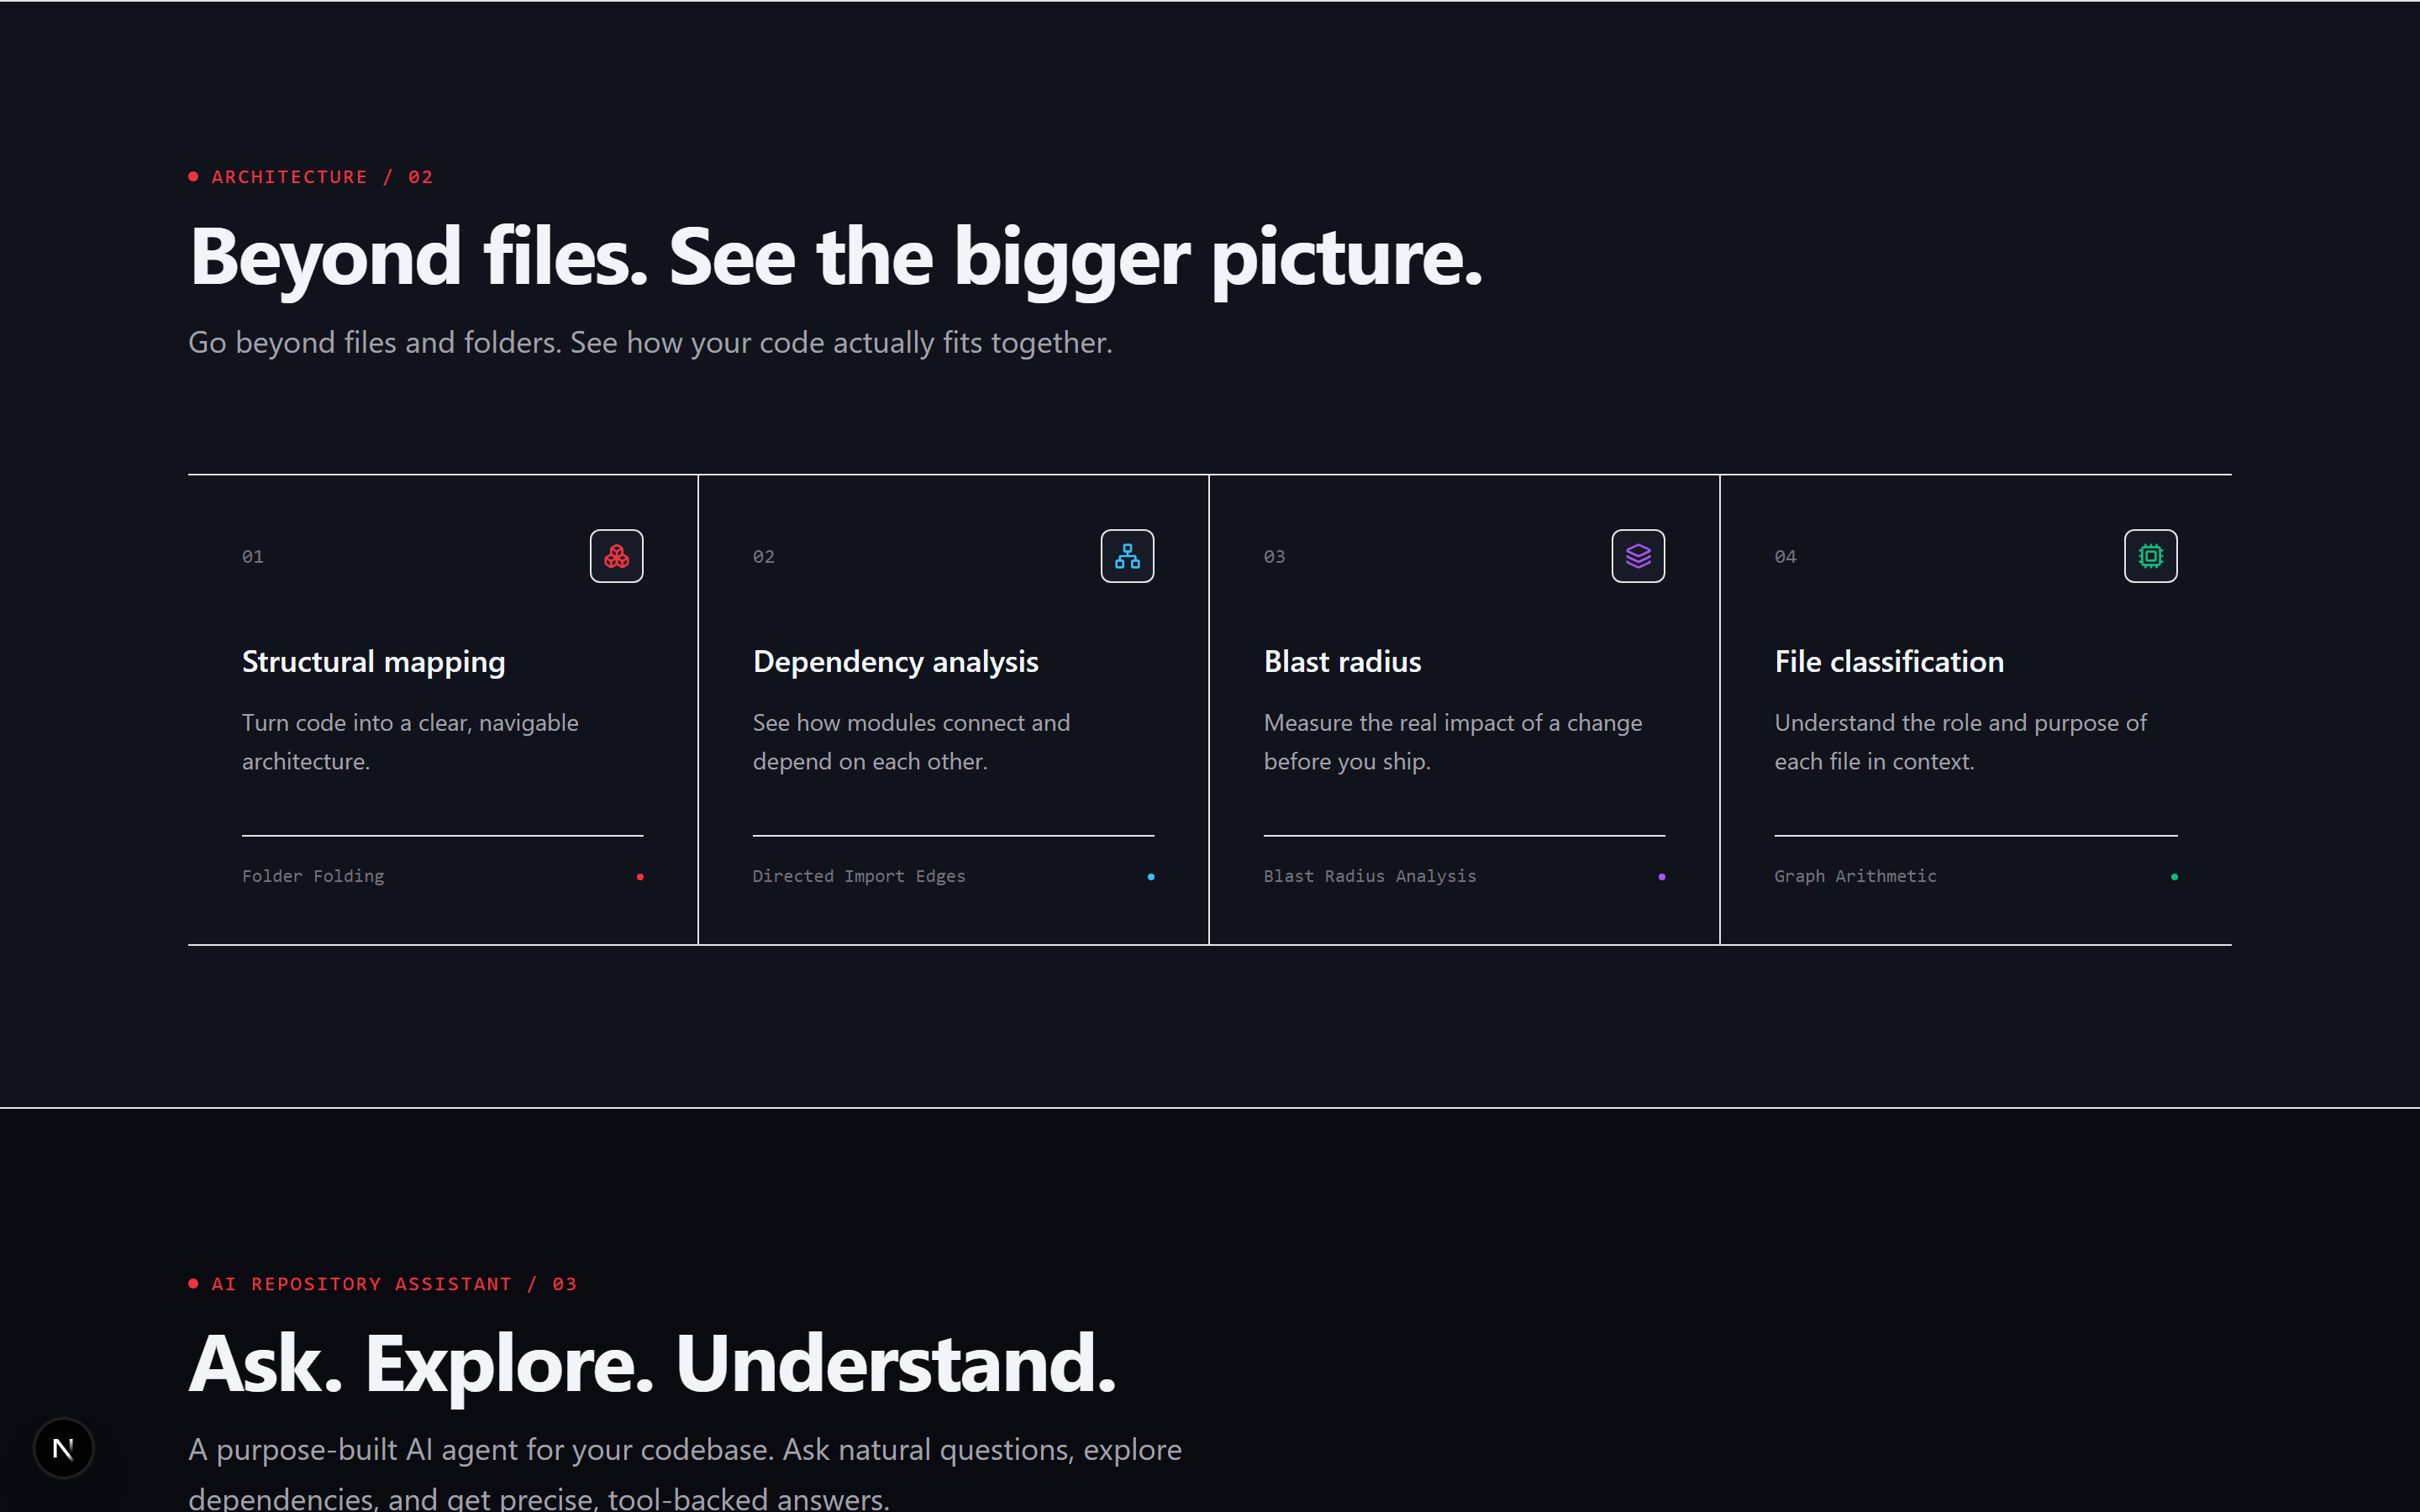 ARCHITECTURE / 02
Beyond files. See the bigger picture.
Go beyond files and folders. See how your code actually fits together.
01
Structural mapping
Turn code into a clear, navigable
architecture.
Folder Folding
02
Dependency analysis
See how modules connect and
depend on each other.
Directed Import Edges
03
Blast radius
Measure the real impact of a change
before you ship.
Blast Radius Analysis
04
File classification
Understand the role and purpose of
each file in context.
Graph Arithmetic
AI REPOSITORY ASSISTANT / 03
Ask. Explore. Understand.
A purpose-built AI agent for your codebase. Ask natural questions, explore
dependencies, and get precise, tool-backed answers.
N